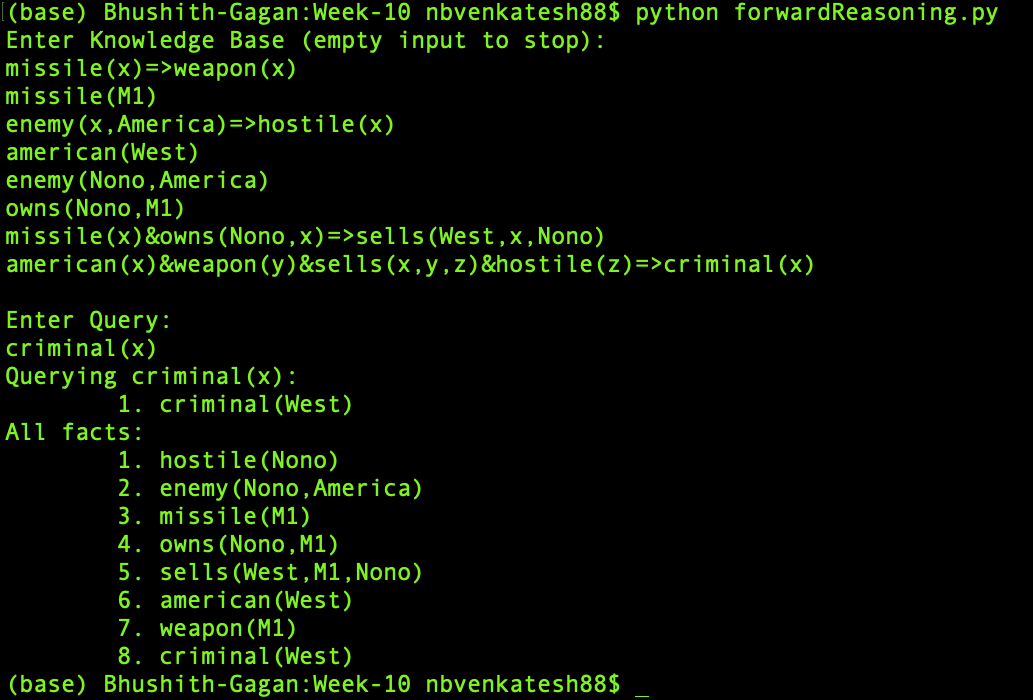 (base) Bhushith-Gagan:Week-10 nbvenkatesh88$ python forwardReasoning.py
Enter Knowledge Base (empty input to stop):
missile(x)=>weapon(x)
missile(M1)
enemy(x,America)=>hostile(x)
american(West)
enemy(Nono,America)
owns(Nono,M1)
missile(x)&owns(Nono,x)=>sells(West,x,Nono)
american(x)&weapon(y)&sells(x,y,z)&hostile(z)=>criminal(x)
Enter Query:
criminal(x)
Querying criminal(x):
1. criminal(West)
All facts:
1. hostile(Nono)
2. enemy(Nono,America)
3. missile(M1)
4. owns(Nono,M1)
5. sells(West,M1,Nono)
6. american(West)
7. weapon(M1)
8. criminal(West)
(base) Bhushith-Gagan:Week-10 nbvenkatesh88$ _